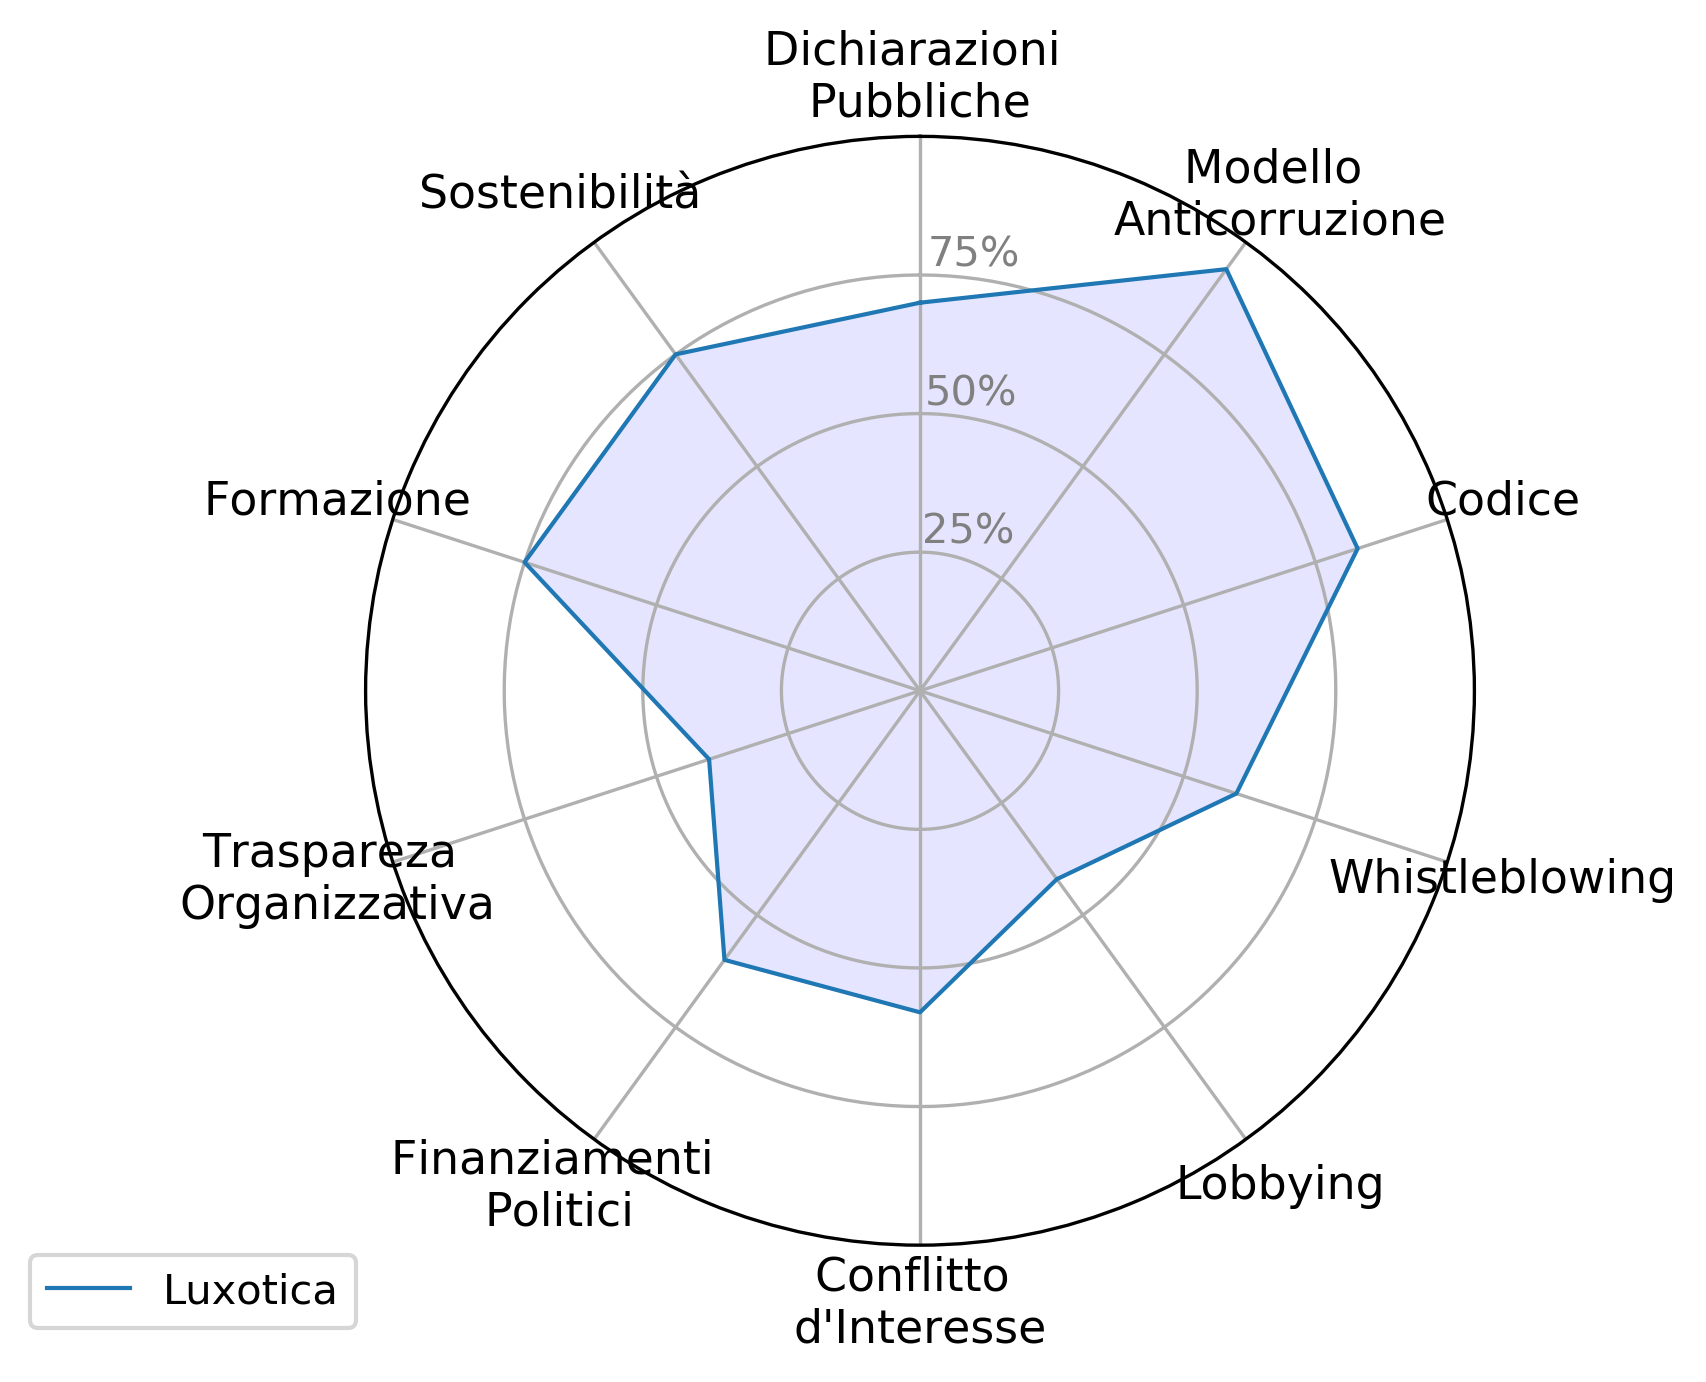 Dichiarazioni
Pubbliche
Modello
Anticorruzione
Sostenibilità
75%
50%
25%
Formazione
Codice
Traspareza
Organizzativa
Whistleblowing
Finanziamenti
Politici
Lobbying
Conflitto
d'Interesse
Luxotica